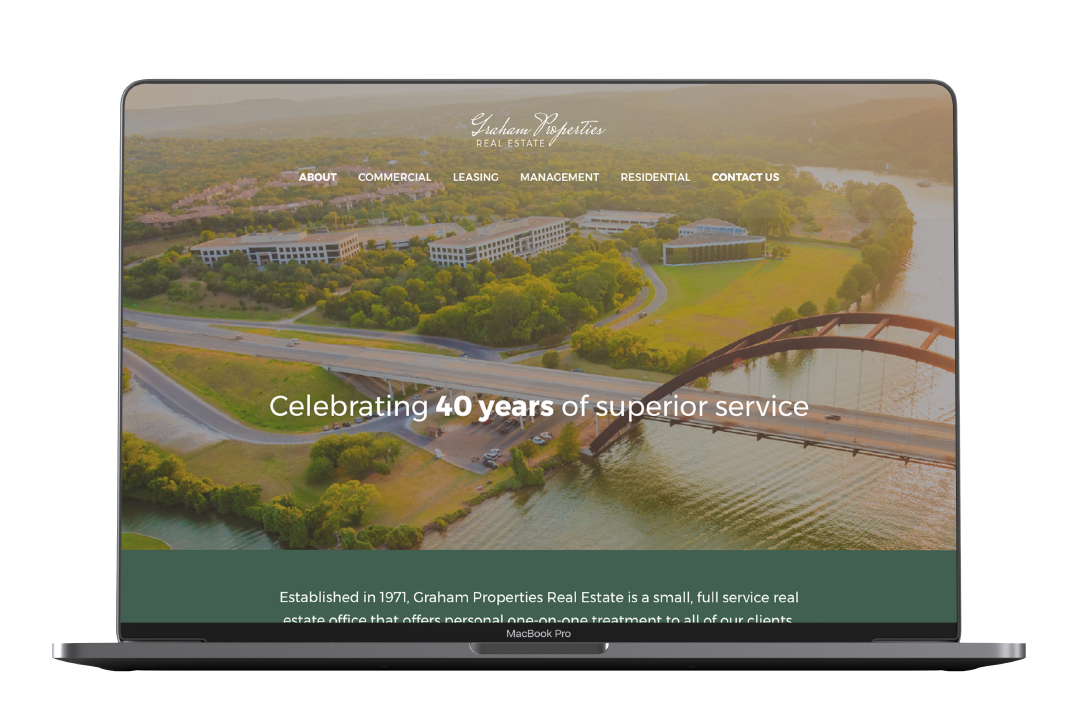 Graham Properties
REAL ESTATE
ABOUT COMMERCIAL LEASING MANAGEMENT RESIDENTIAL CONTACT US
Celebrating 40 years of superior service
Established in 1971, Graham Properties Real Estate is a small, full service real
estate office that offers personal one-on-one treatment to all of our clients
MacBook Pro